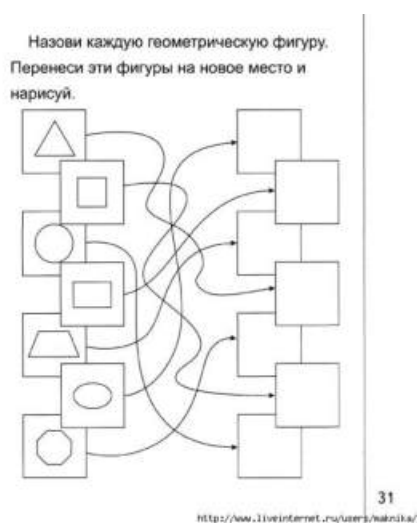 Назови каждую геометрическую фигуру.
Перенеси эти фигуры на новое место и
нарисуй.
31
http://www.liveinternet.ru/users/maknika/